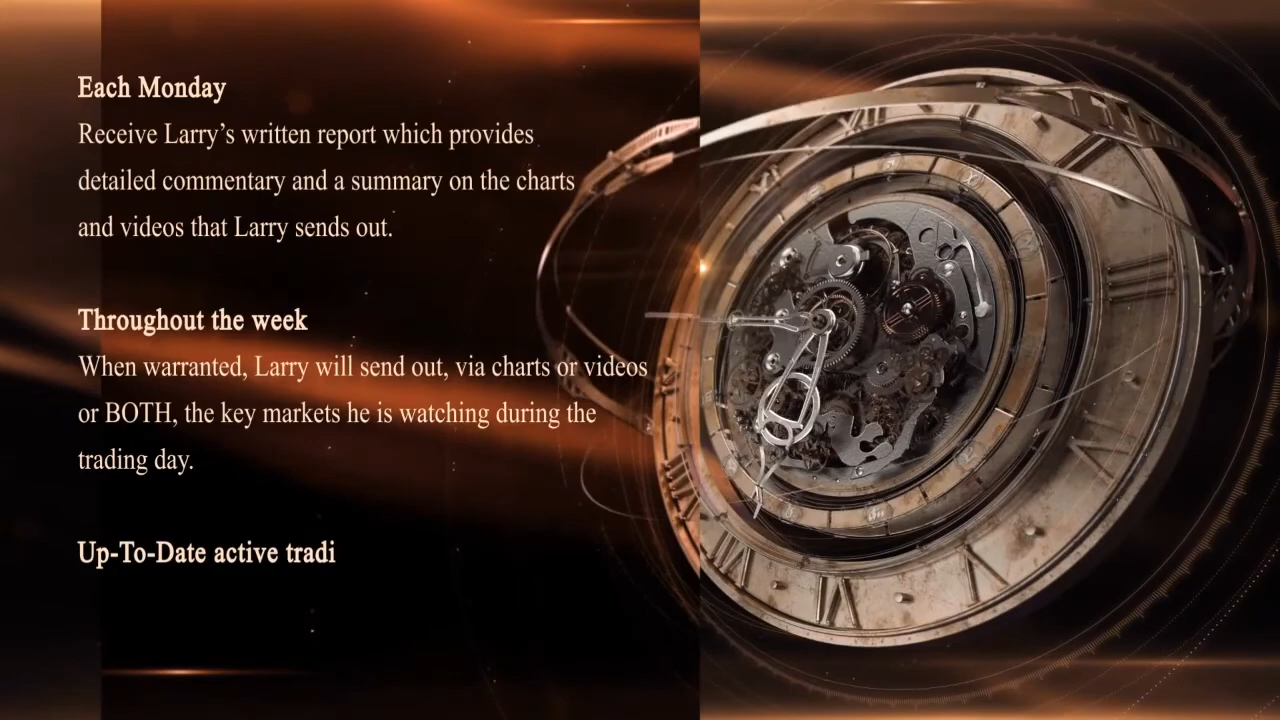 Each Monday
Receive Larry’s written report which provides
detailed commentary and a summary on the charts
and videos that Larry sends out.
Throughout the week
When warranted, Larry will send out, via charts or videos
or BOTH, the key markets he is watching during the
trading day.
Up-To-Date active tradi